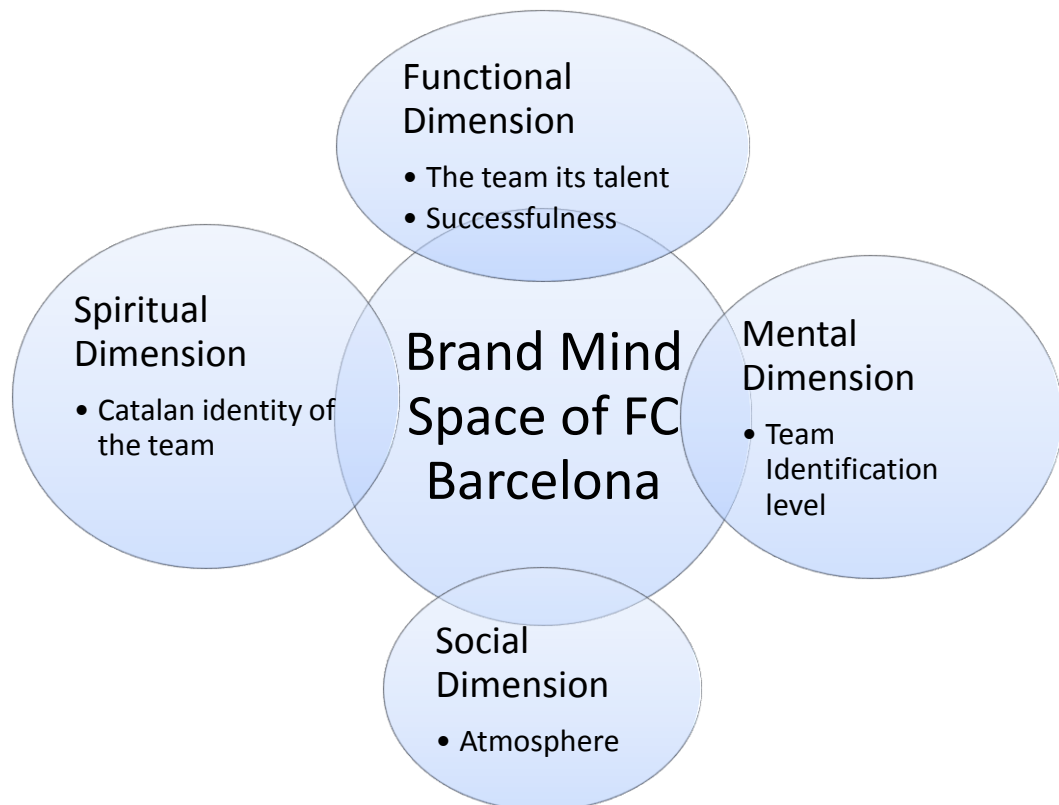 Functional
Dimension
• The team its talent
• Successfulness
Spiritual
Dimension
• Catalan identity of
the team
Brand Mind
Space of FC
Barcelona
Mental
Dimension
• Team
Identification
level
Social
Dimension
• Atmosphere